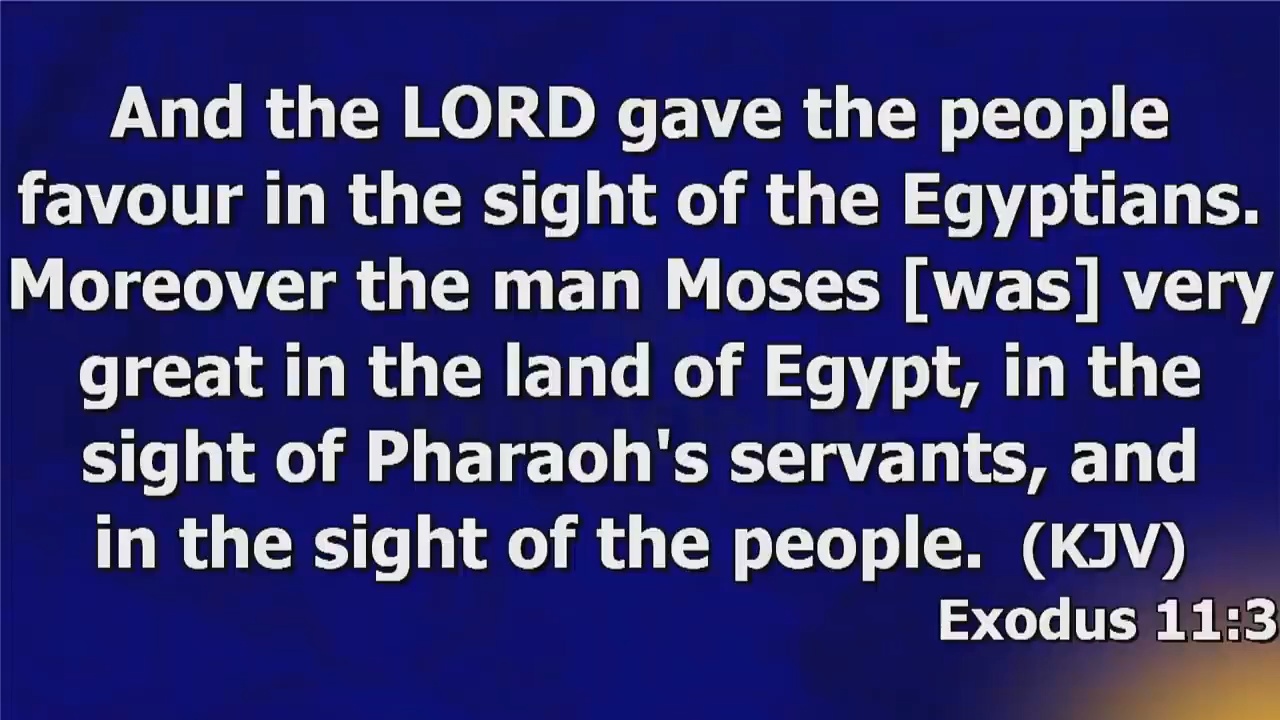 And the LORD gave the people
favour in the sight of the Egyptians.
Moreover the man Moses [was] very
great in the land of Egypt, in the
sight of Pharaoh's servants, and
in the sight of the people.  (KJV)
Exodus 11:3